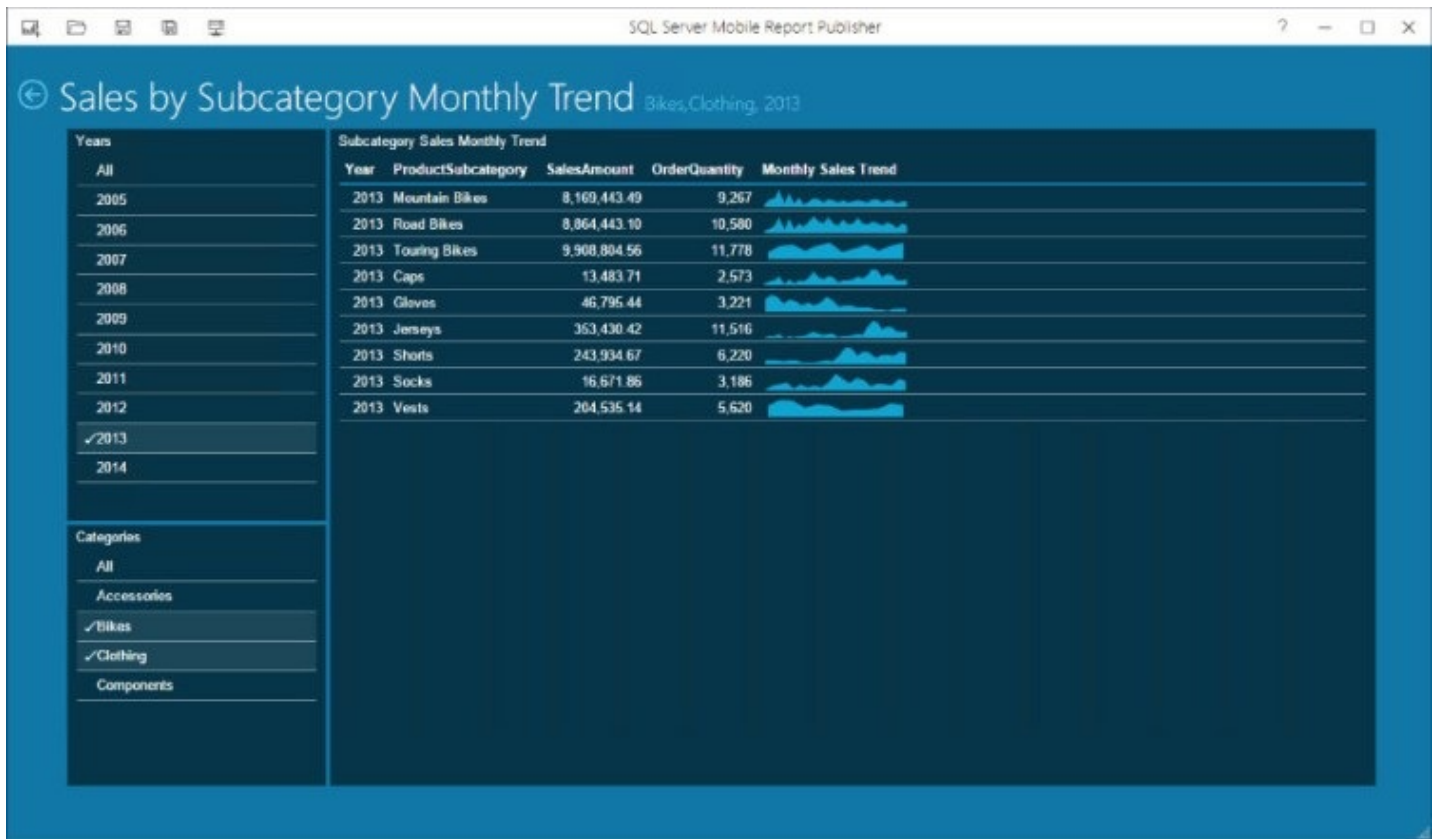 SQL Server Mobile Report Publisher
?
Sales by Subcategory Monthly Trend Bikes,Clothing, 2013
Years
All
2005
2006
2007
2008
2009
2010
2011
2012
2013
2014
Categories
All
Accessories
Bikes
Clothing
Components
Subcategory Sales Monthly Trend
Year ProductSubcategory SalesAmount OrderQuantity Monthly Sales Trend
2013 Mountain Bikes 8,169,443.49 9,267
2013 Road Bikes 8,864,443.10 10,580
2013 Touring Bikes 9,908,804.56 11,778
2013 Caps 13,483.71 2,573
2013 Gloves 46,795.44 3,221
2013 Jerseys 353,430.42 11,516
2013 Shorts 243,934.67 6,220
2013 Socks 16,671.86 3,186
2013 Vests 204,535.14 5,620